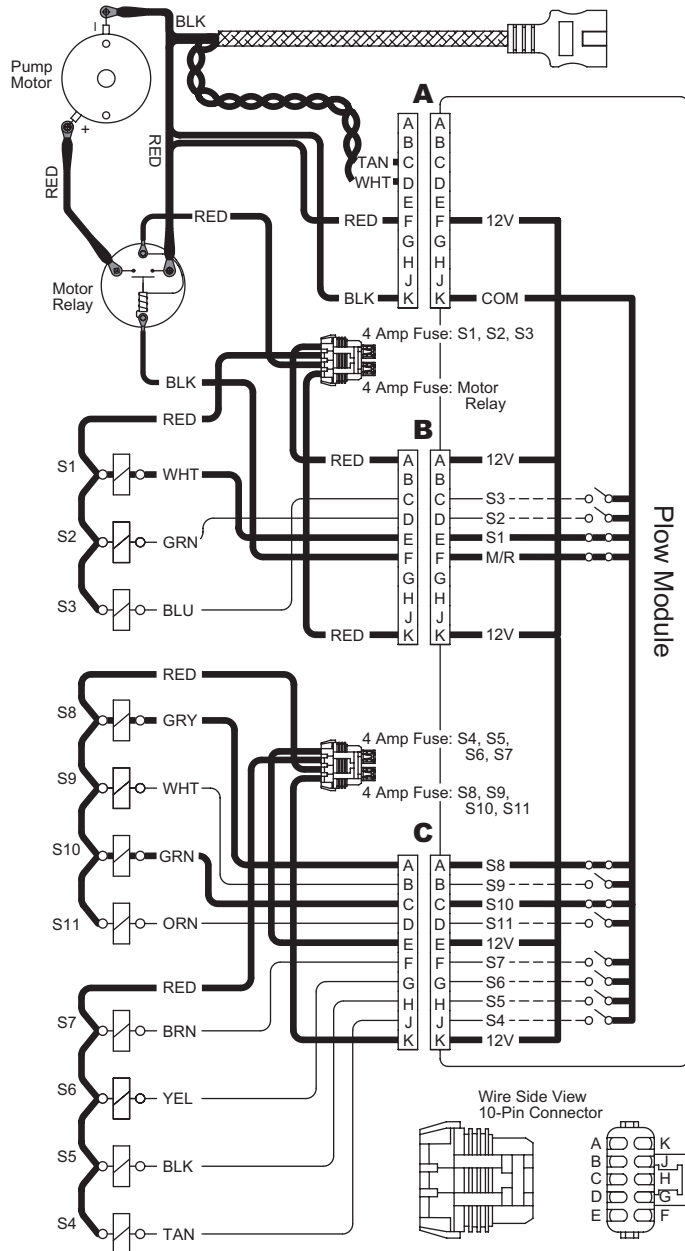 BLK
Pump
Motor
−
+
RED
RED
A
TAN
WHT
A
B
C
D
E
F
G
H
J
K
A
B
C
D
E
F
G
H
J
K
RED
RED
12V
Motor
Relay
BLK
COM
4 Amp Fuse: S1, S2, S3
4 Amp Fuse: Motor
Relay
BLK
RED
B
RED
A
B
C
D
E
F
G
H
J
K
A
B
C
D
E
F
G
H
J
K
12V
S3
S2
S1
M/R
12V
S1
WHT
S2
GRN
S3
BLU
RED
Plow Module
RED
S8
GRY
S9
WHT
S10
GRN
S11
ORN
4 Amp Fuse: S4, S5,
S6, S7
4 Amp Fuse: S8, S9,
S10, S11
C
A
B
C
D
E
F
G
H
J
K
A
B
C
D
E
F
G
H
J
K
S8
S9
S10
S11
12V
S7
S6
S5
S4
12V
RED
S7
BRN
S6
YEL
S5
BLK
S4
TAN
Wire Side View
10-Pin Connector
A K
B J
C H
D G
E F